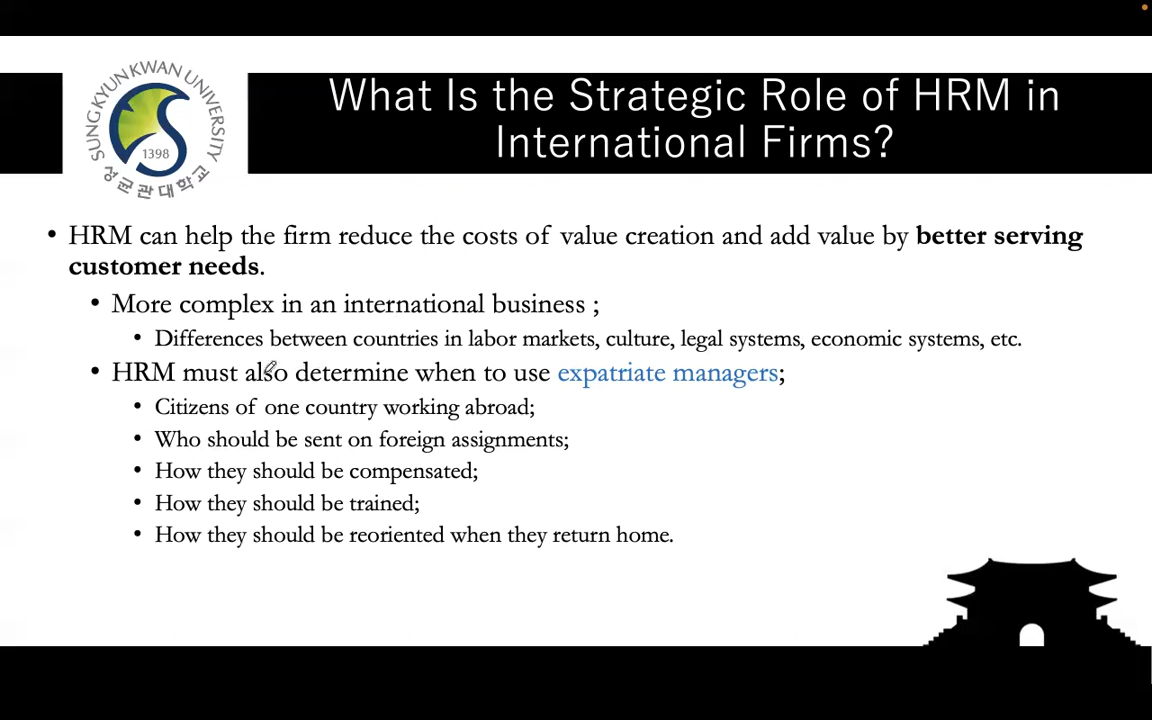 SUNGKYUNKWAN UNIVERSITY
1398
성균관대학교
What Is the Strategic Role of HRM in
International Firms?
• HRM can help the firm reduce the costs of value creation and add value by better serving
customer needs.
• More complex in an international business ;
• Differences between countries in labor markets, culture, legal systems, economic systems, etc.
• HRM must also determine when to use expatriate managers;
• Citizens of one country working abroad;
• Who should be sent on foreign assignments;
• How they should be compensated;
• How they should be trained;
• How they should be reoriented when they return home.